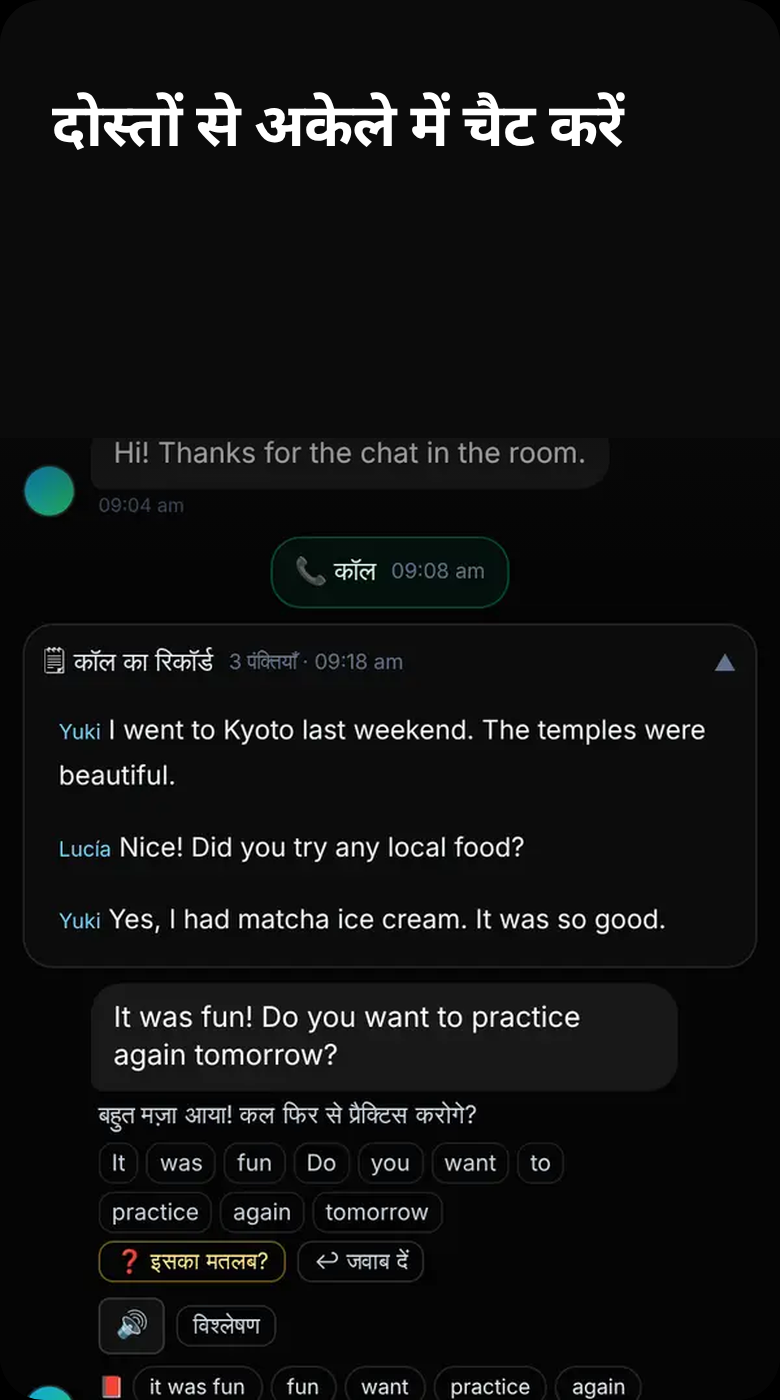 दोस्तों से अकेले में चैट करें
Hi! Thanks for the chat in the room.
09:04 am
कॉल 09:08 am
कॉल का रिकॉर्ड 3 पंक्तियाँ · 09:18 am
Yuki I went to Kyoto last weekend. The temples were
beautiful.
Lucía Nice! Did you try any local food?
Yuki Yes, I had matcha ice cream. It was so good.
It was fun! Do you want to practice
again tomorrow?
बहुत मज़ा आया! कल फिर से प्रैक्टिस करोगे?
It was fun Do you want to
practice again tomorrow
❓ इसका मतलब? ↩ जवाब दें
विश्लेषण
it was fun fun want practice again